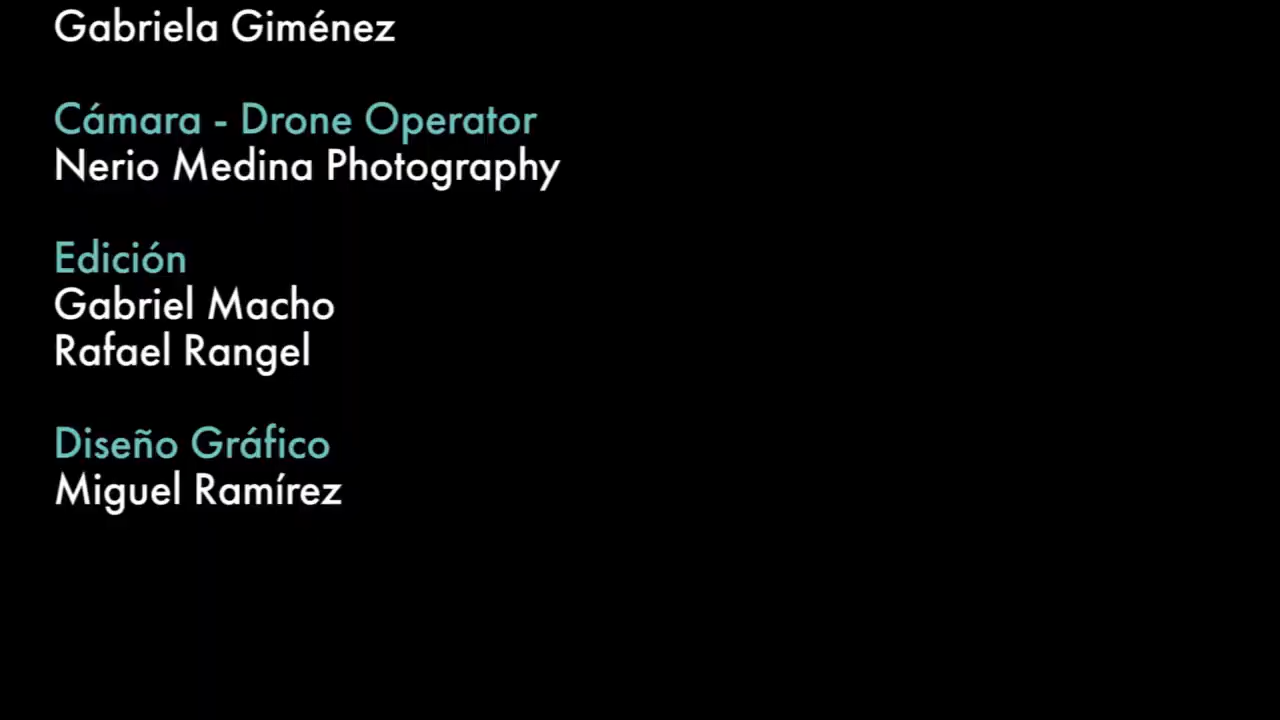 Gabriela Giménez
Cámara - Drone Operator
Nerio Medina Photography
Edición
Gabriel Macho
Rafael Rangel
Diseño Gráfico
Miguel Ramírez